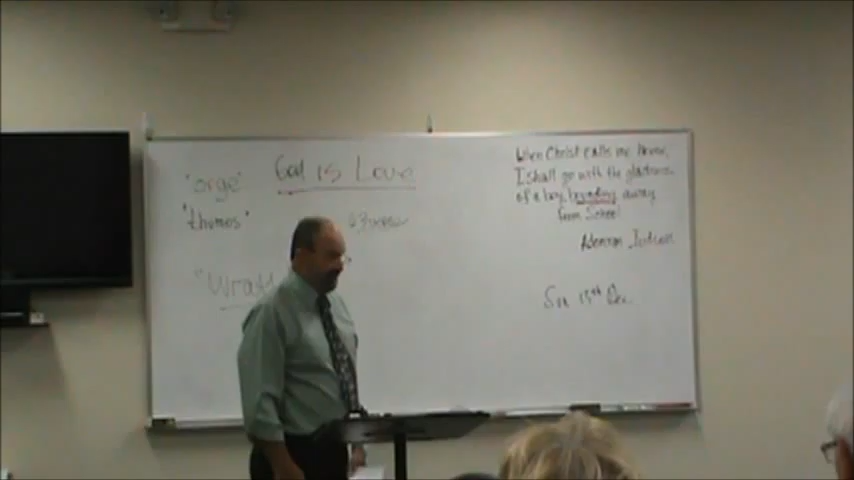 God is Love
"orge"
"thumos"
"Wrath
When Christ calls me Home,
I shall go with the gladness
of a boy bounding away
from School
Adoniram Judson
Sun 13th Dec.